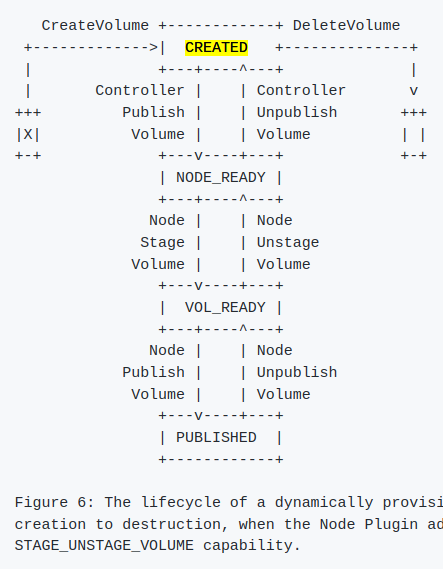 CreateVolume +------------+ DeleteVolume
 +------------->|  CREATED   +--------------+
 |              +---+----^---+              |
 |       Controller |    | Controller       v
+++         Publish |    | Unpublish       +++
|X|          Volume |    | Volume          | |
+-+             +---v----+---+             +-+
                | NODE_READY |
                +---+----^---+
               Node |    | Node
              Stage |    | Unstage
             Volume |    | Volume
                +---v----+---+
                |  VOL_READY |
                +---+----^---+
               Node |    | Node
            Publish |    | Unpublish
             Volume |    | Volume
                +---v----+---+
                | PUBLISHED  |
                +------------+
Figure 6: The lifecycle of a dynamically provisi
creation to destruction, when the Node Plugin ad
STAGE_UNSTAGE_VOLUME capability.